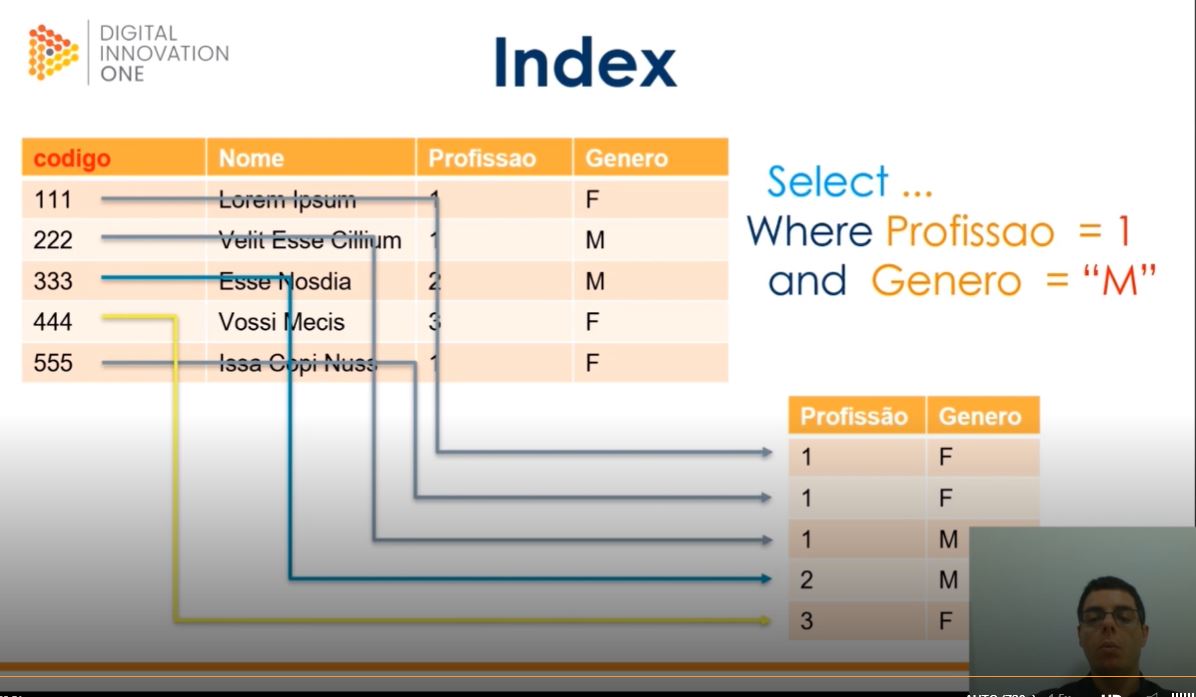 DIGITAL
INNOVATION
ONE
Index
codigo Nome Profissao Genero
111 Lorem Ipsum 1 F
222 Velit Esse Cillium 1 M
333 Esse Nosdia 2 M
444 Vossi Mecis 3 F
555 Issa Copi Nuss 1 F
Select ...
Where Profissao = 1
and Genero = “M”
Profissão Genero
1 F
1 F
1 M
2 M
3 F